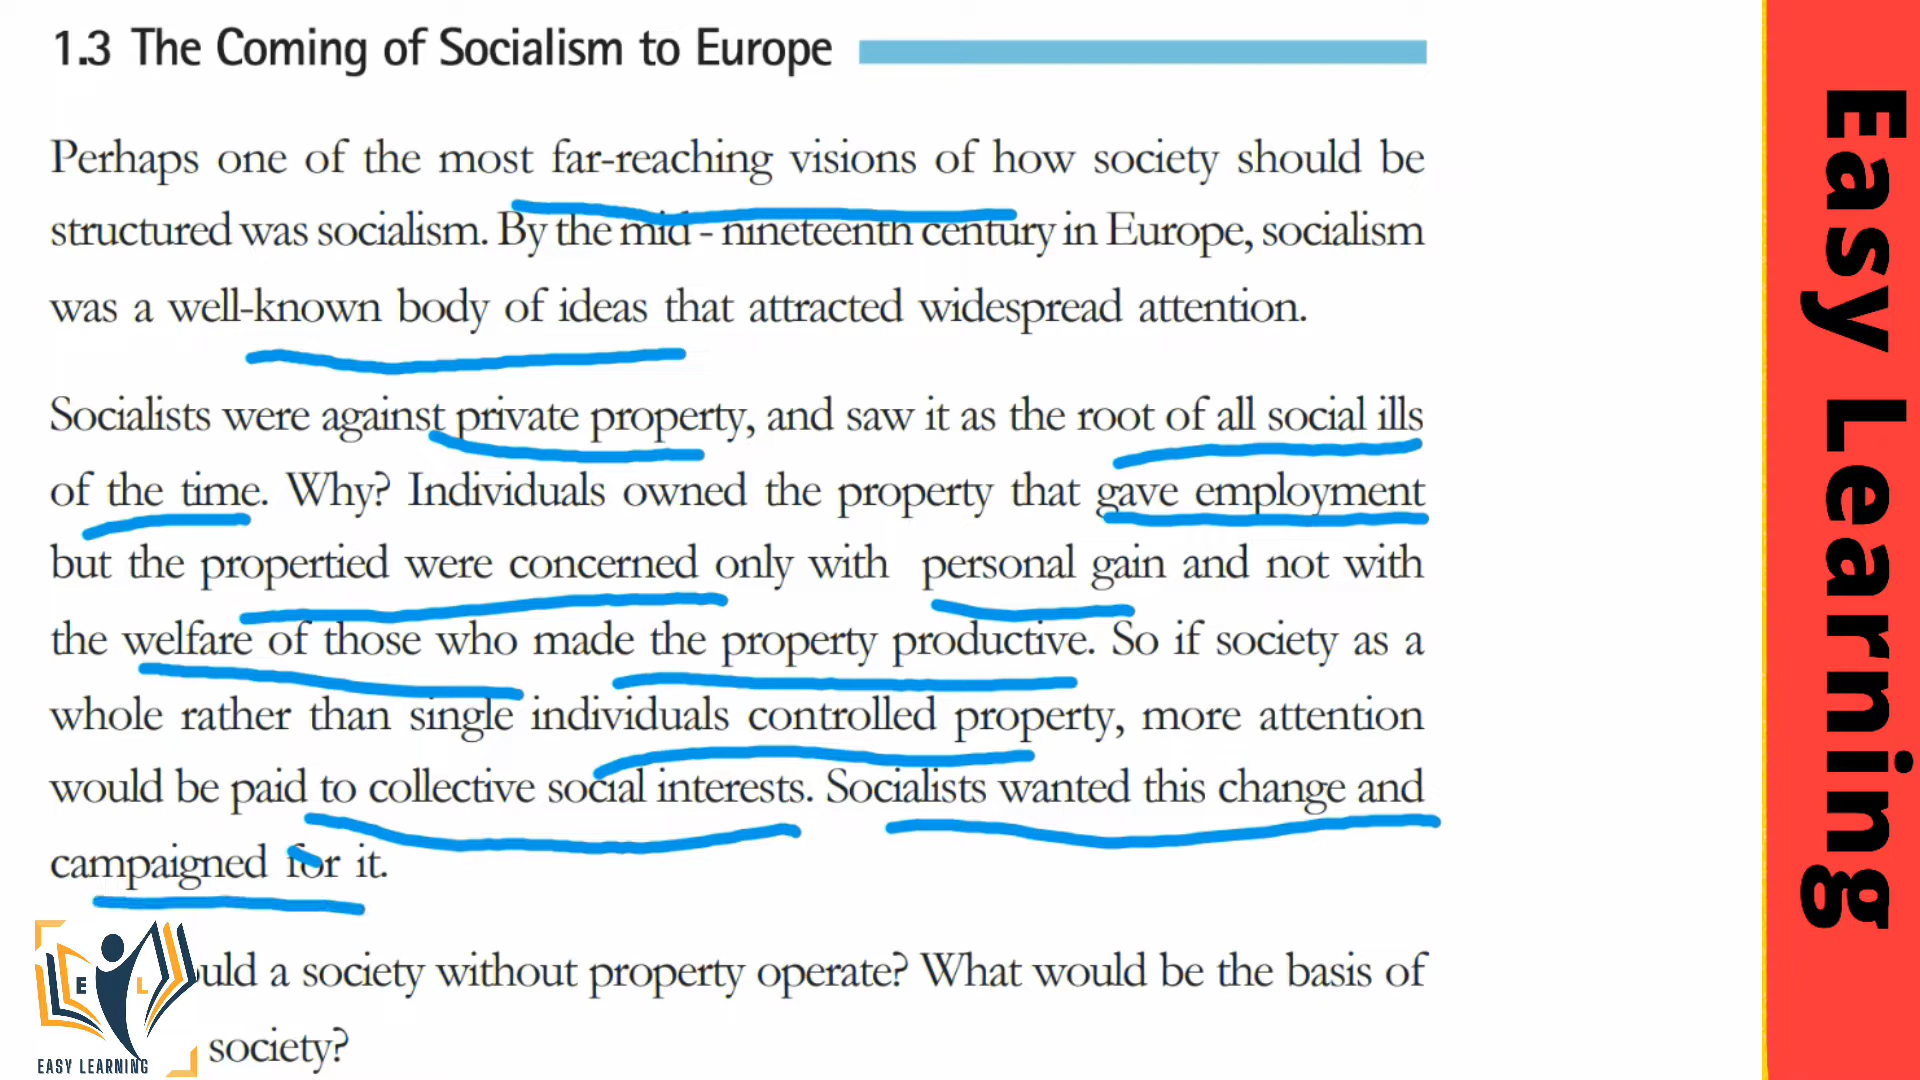 1.3 The Coming of Socialism to Europe
Perhaps one of the most far-reaching visions of how society should be
structured was socialism. By the mid - nineteenth century in Europe, socialism
was a well-known body of ideas that attracted widespread attention.
Socialists were against private property, and saw it as the root of all social ills
of the time. Why? Individuals owned the property that gave employment
but the propertied were concerned only with personal gain and not with
the welfare of those who made the property productive. So if society as a
whole rather than single individuals controlled property, more attention
would be paid to collective social interests. Socialists wanted this change and
campaigned for it.
uld a society without property operate? What would be the basis of
society?
E L
EASY LEARNING
Easy Learning